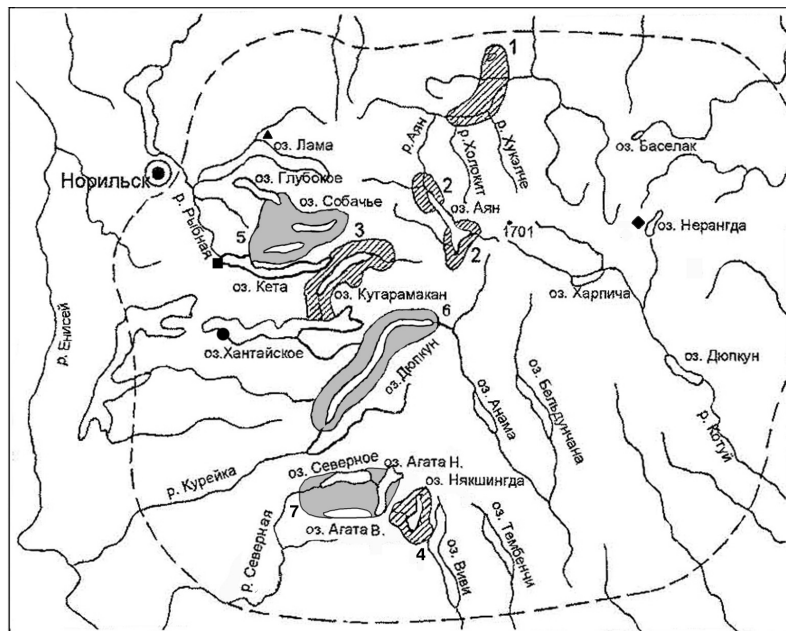 1
оз. Лама
р. Аян
р. Холокит
р. Хукэлче
оз. Баселак
Норильск
оз. Глубокое
2
оз. Собачье
оз. Аян
р. Рыбная
5
3
1701
оз. Нерангда
2
оз. Кета
оз. Кутарамакан
оз. Харпича
6
р. Енисей
оз. Хантайское
оз. Дюпкун
оз. Дюпкун
оз. Анама
оз. Бельдунчана
р. Котуй
р. Курейка
оз. Северное
оз. Агата Н.
оз. Някшингда
7
оз. Агата В.
р. Северная
4
оз. Виви
оз. Тембенчи